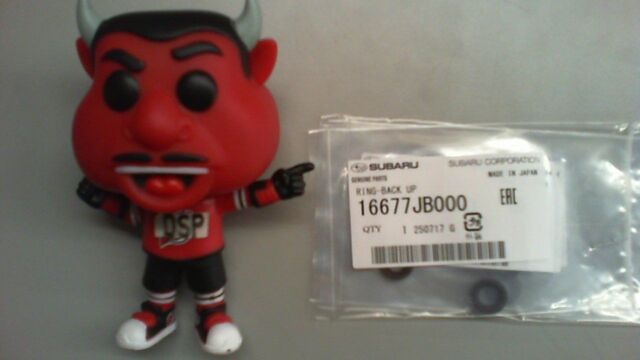 DSP
SUBARU SUBARU CORPORATION
GENUINE PARTS MADE IN JAPAN
RING-BACK UP
16677JB000 EAC
QTY 1 250717 G